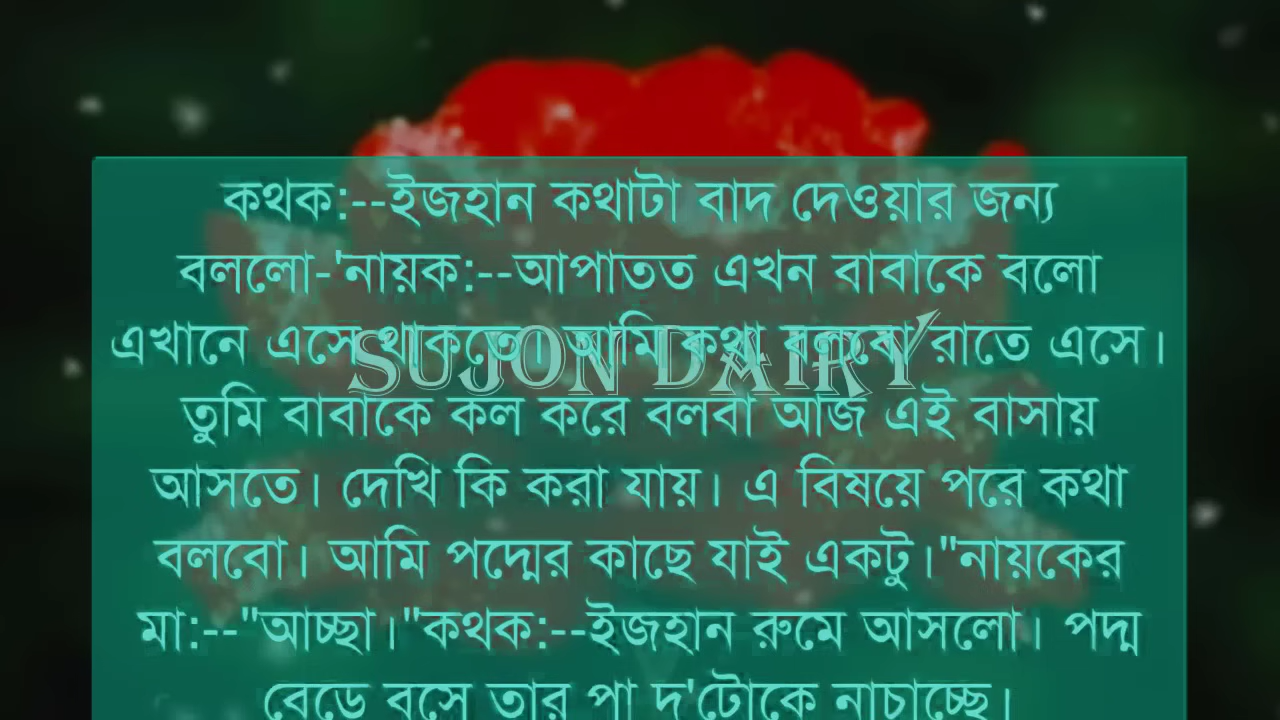 কথক:--ইজহান কথাটা বাদ দেওয়ার জন্য
বললো-'নায়ক:--আপাতত এখন বাবাকে বলো
এখানে এসে থাকতে। আমি কথা বলবো রাতে এসে।
SUJON DAIRY
তুমি বাবাকে কল করে বলবা আজ এই বাসায়
আসতে। দেখি কি করা যায়। এ বিষয়ে পরে কথা
বলবো। আমি পদ্মের কাছে যাই একটু।"নায়কের
মা:--"আচ্ছা।"কথক:--ইজহান রুমে আসলো। পদ্ম
বেডে বসে তার পা দু'টোকে নাচাচ্ছে।